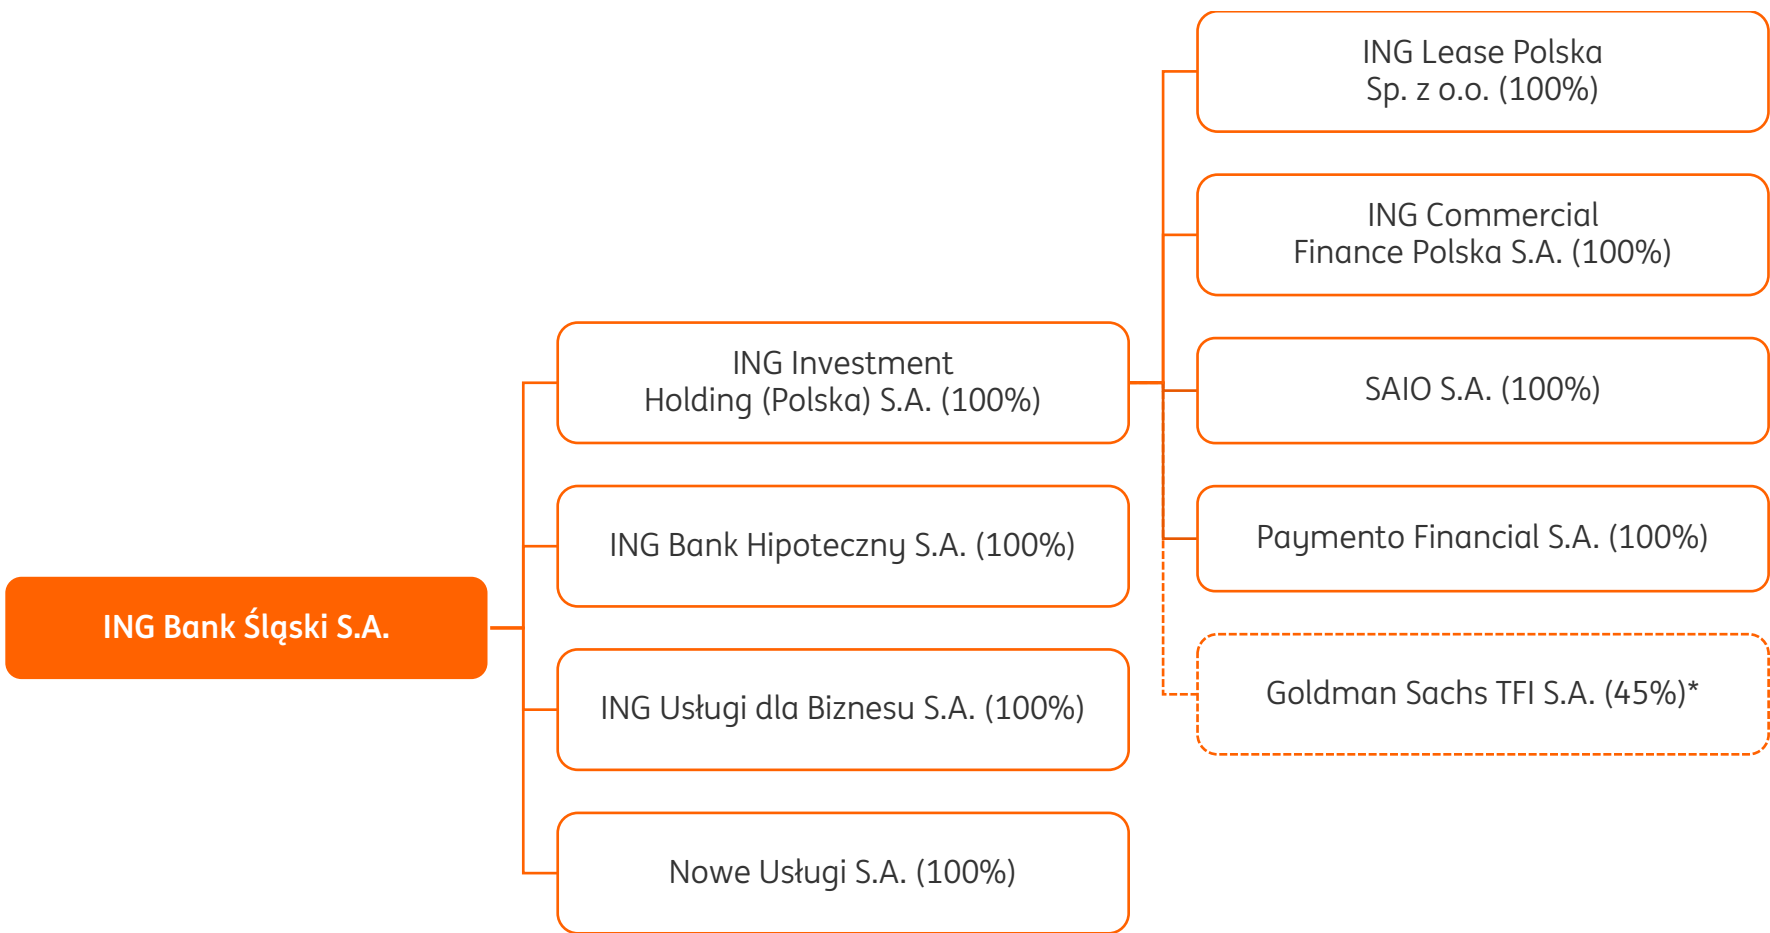 ING Bank Śląski S.A.
ING Investment
Holding (Polska) S.A. (100%)
ING Bank Hipoteczny S.A. (100%)
ING Usługi dla Biznesu S.A. (100%)
Nowe Usługi S.A. (100%)
ING Lease Polska
Sp. z o.o. (100%)
ING Commercial
Finance Polska S.A. (100%)
SAIO S.A. (100%)
Paymento Financial S.A. (100%)
Goldman Sachs TFI S.A. (45%)*